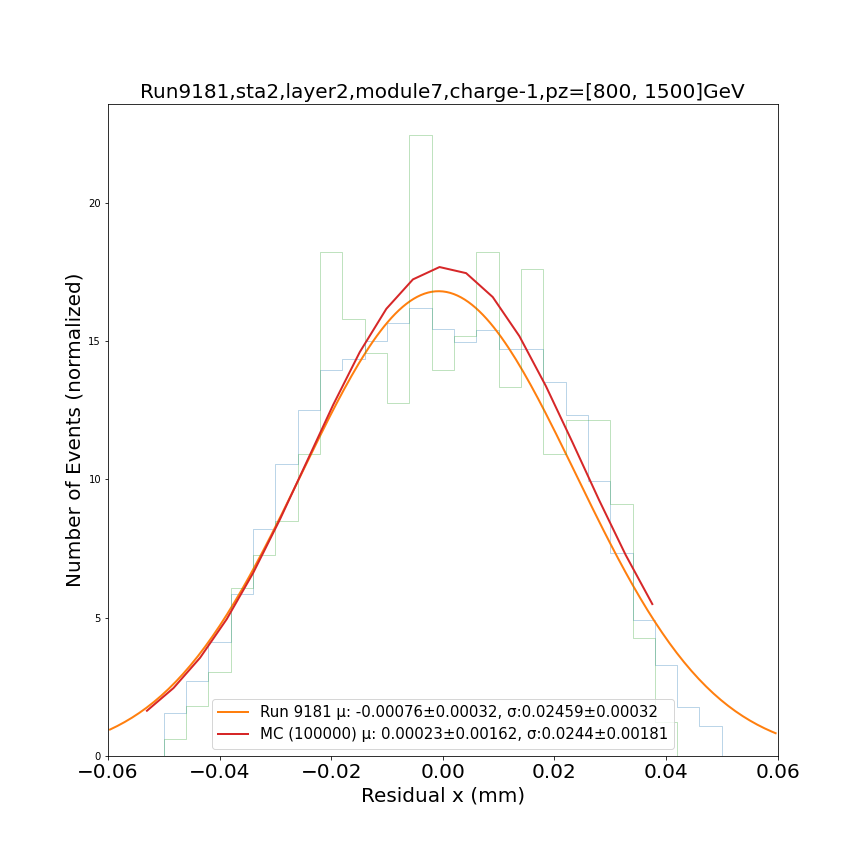 Run9181,sta2,layer2,module7,charge-1,pz=[800, 1500]GeV
Number of Events (normalized)
20
15
10
5
0
Run 9181 μ: -0.00076±0.00032, σ:0.02459±0.00032
MC (100000) μ: 0.00023±0.00162, σ:0.0244±0.00181
−0.06 −0.04 −0.02 0.00 0.02 0.04 0.06
Residual x (mm)